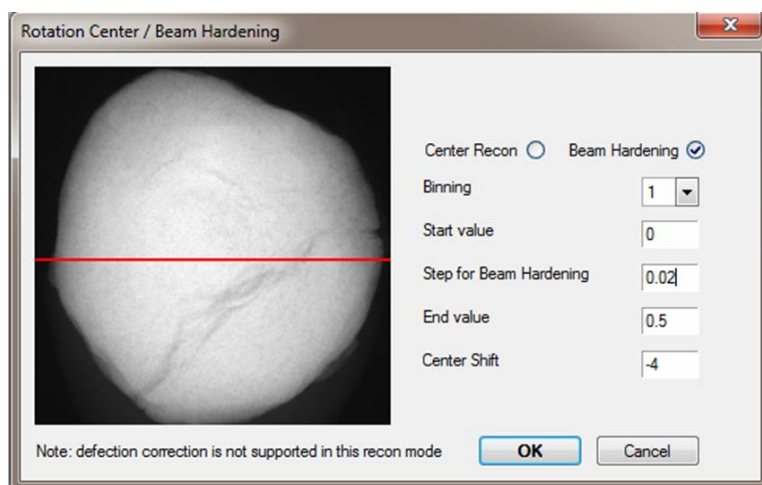 Rotation Center / Beam Hardening
Center Recon Beam Hardening
Binning 1
Start value 0
Step for Beam Hardening 0.02
End value 0.5
Center Shift -4
Note: defection correction is not supported in this recon mode OK Cancel